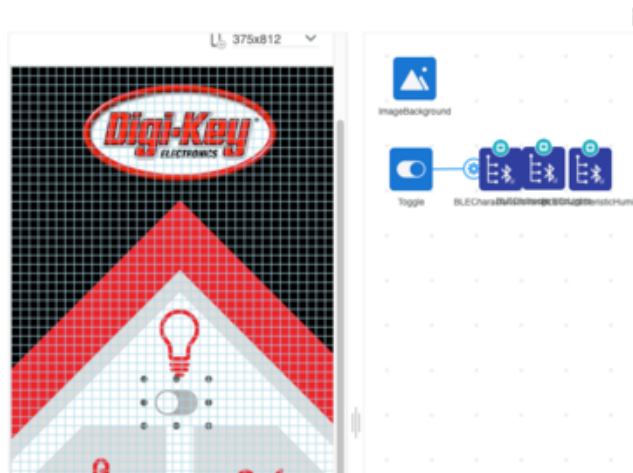 375x812
Digi-Key
ELECTRONICS
ImageBackground
Toggle